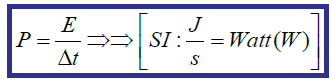 P = E/Δt ⇒⇒ [SI : J/s = Watt(W)]